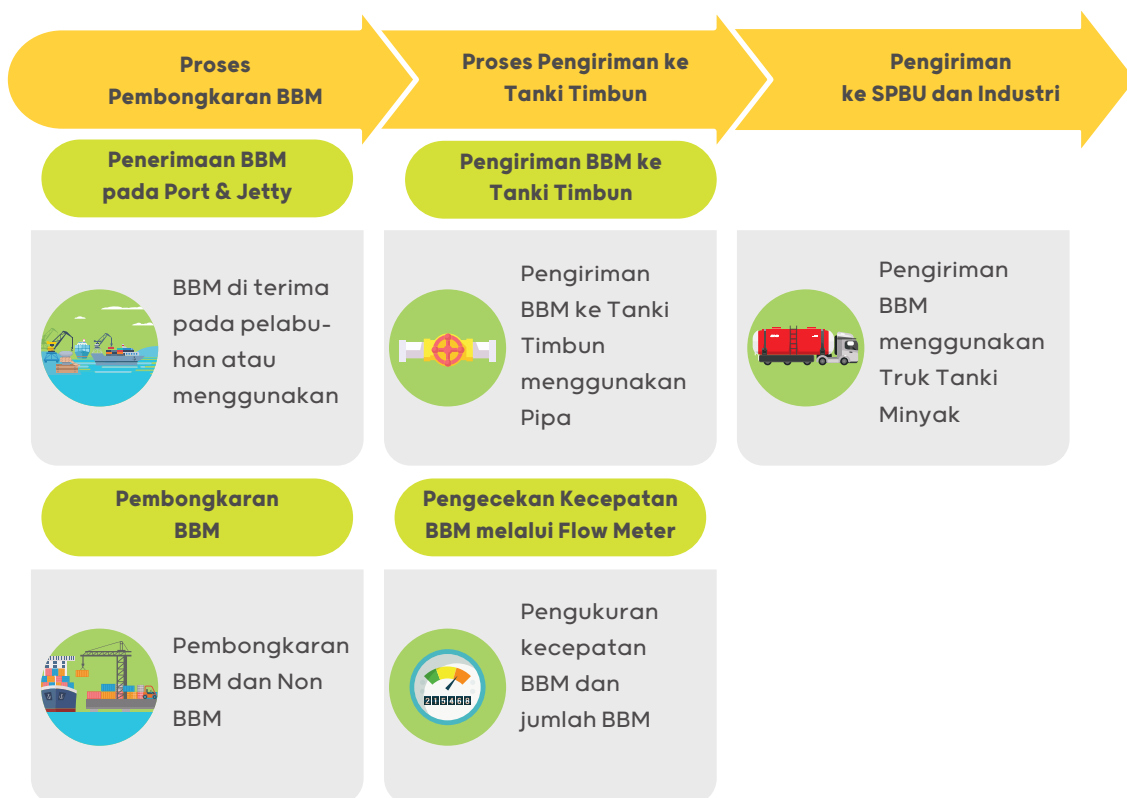 Proses
Pembongkaran BBM
Proses Pengiriman ke
Tanki Timbun
Pengiriman
ke SPBU dan Industri
Penerimaan BBM
pada Port & Jetty
Pengiriman BBM ke
Tanki Timbun
BBM di terima
pada pelabu-
han atau
menggunakan
Pengiriman
BBM ke Tanki
Timbun
menggunakan
Pipa
Pengiriman
BBM
menggunakan
Truk Tanki
Minyak
Pembongkaran
BBM
Pengecekan Kecepatan
BBM melalui Flow Meter
Pembongkaran
BBM dan Non
BBM
215468
Pengukuran
kecepatan
BBM dan
jumlah BBM